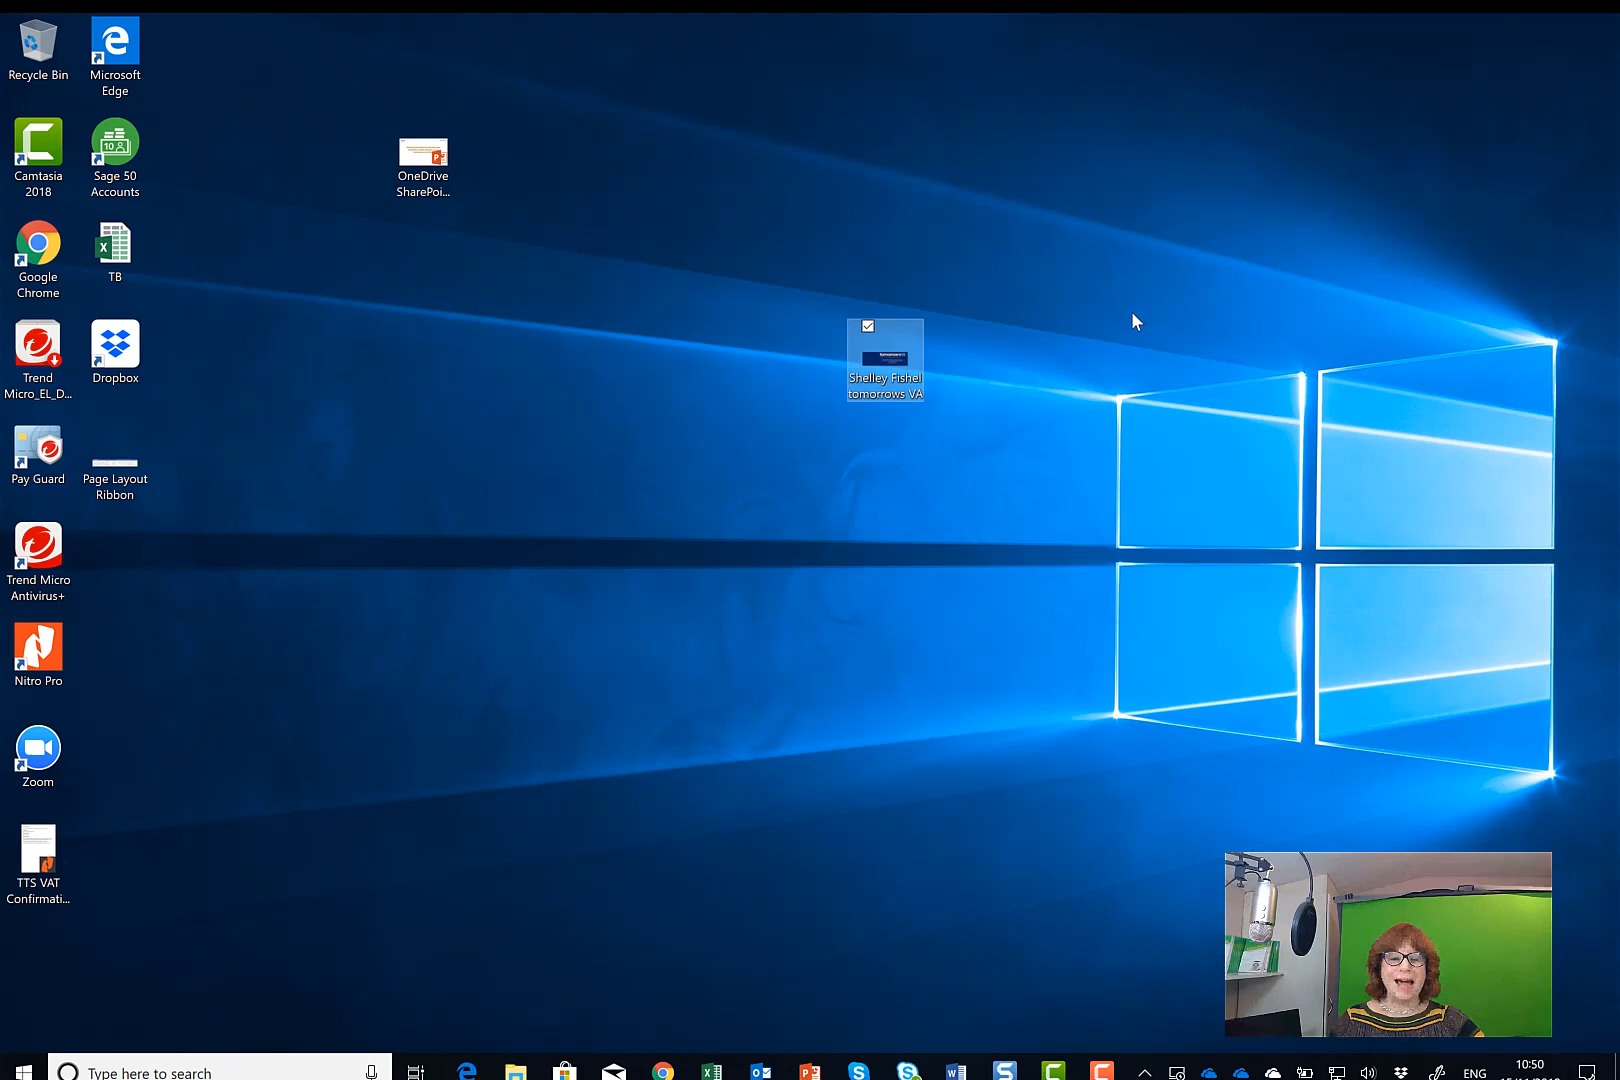 Recycle Bin
Microsoft
Edge
Camtasia
2018
10
Sage 50
Accounts
OneDrive
SharePoi...
Google
Chrome
TB
Trend
Micro_EL_D...
Dropbox
Shelley Fishel
tomorrows VA
Pay Guard
Page Layout
Ribbon
Trend Micro
Antivirus+
Nitro Pro
Zoom
TTS VAT
Confirmati...
Type here to search
ENG
10:50